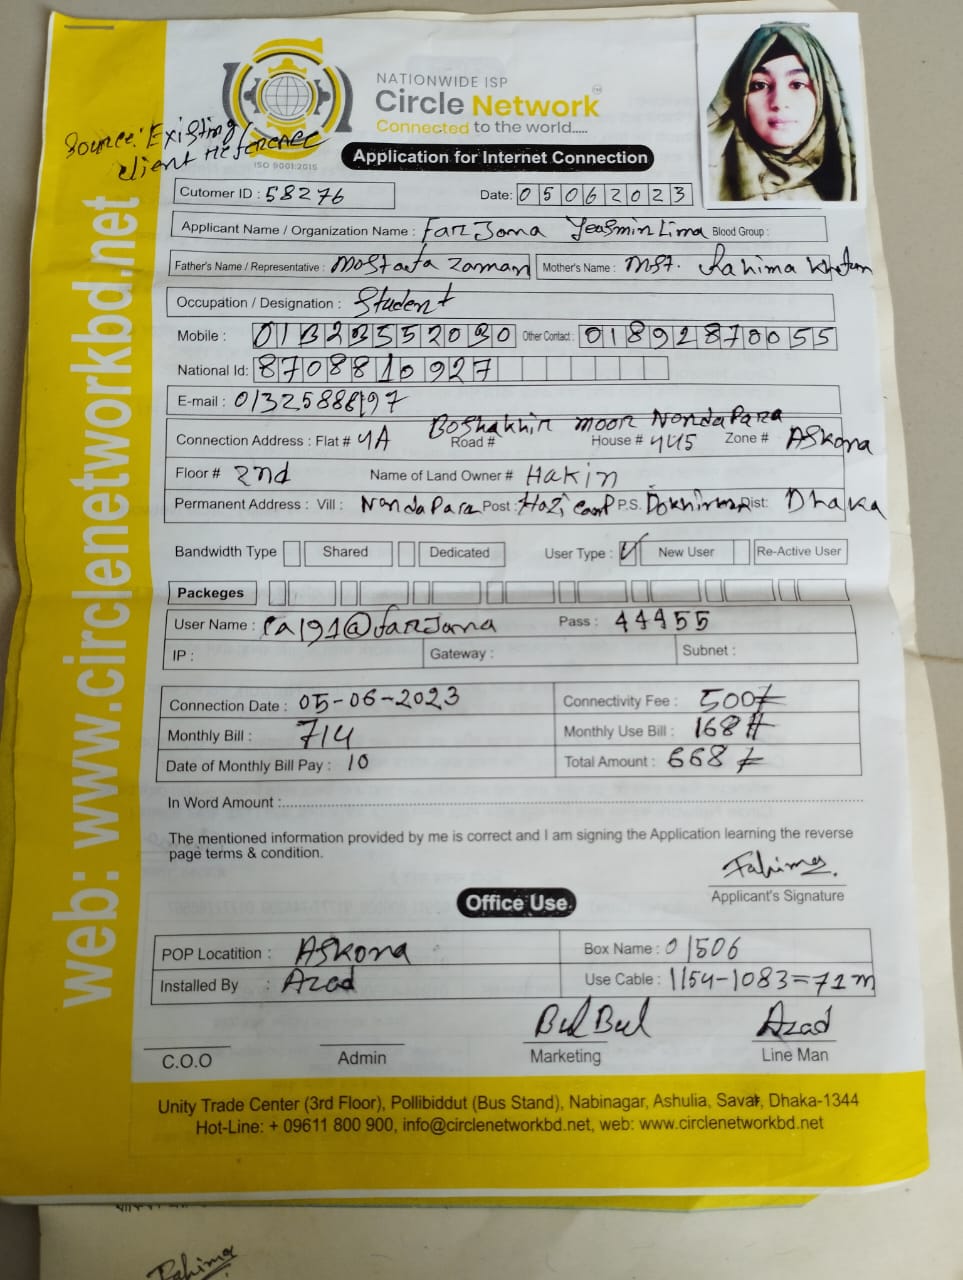 NATIONWIDE ISP
Circle Network
Connected to the world.....
ISO 9001:2015
Source: Existing
client reference
Application for Internet Connection
Cutomer ID : 58276 Date: 05062023
Applicant Name / Organization Name : Farjana Yeasmin Lima Blood Group :
Father's Name / Representative : Mostafa Zaman Mother's Name : Mst. Rahima Khatun
Occupation / Designation : Student
Mobile : Other Contact : 01892870055
National Id: 8708810927
E-mail :
Boshakhir moor NondaPara
Connection Address : Flat # 4A Road # House # 445 Zone # ASkona
Floor # 2nd Name of Land Owner # Hakin
Permanent Address : Vill : NondaPara Post : Hazi camp P.S. Dist: Dhaka
Bandwidth Type Shared Dedicated User Type : New User Re-Active User
Packeges
User Name : Pass : 44455
IP : Gateway : Subnet :
Connection Date : 05-06-2023 Connectivity Fee : 500/=
Monthly Bill : 714 Monthly Use Bill : 168/=
Date of Monthly Bill Pay : 10 Total Amount : 668/=
In Word Amount :
The mentioned information provided by me is correct and I am signing the Application learning the reverse
page terms & condition.
Fahima
Applicant's Signature
Office Use
POP Locatition : ASkona Box Name : 01506
Installed By : Azad Use Cable : 1154-1083=71m
BulBul Azad
C.O.O Admin Marketing Line Man
Unity Trade Center (3rd Floor), Pollibiddut (Bus Stand), Nabinagar, Ashulia, Savar, Dhaka-1344
Hot-Line: + 09611 800 900, info@circlenetworkbd.net, web: www.circlenetworkbd.net
web: www.circlenetworkbd.net
Fahima